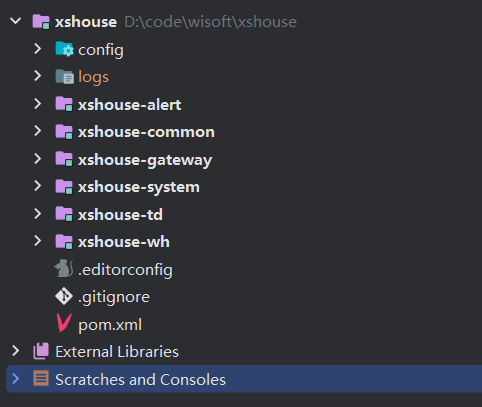 xshouse D:\code\wisoft\xshouse
config
logs
xshouse-alert
xshouse-common
xshouse-gateway
xshouse-system
xshouse-td
xshouse-wh
.editorconfig
.gitignore
pom.xml
External Libraries
Scratches and Consoles